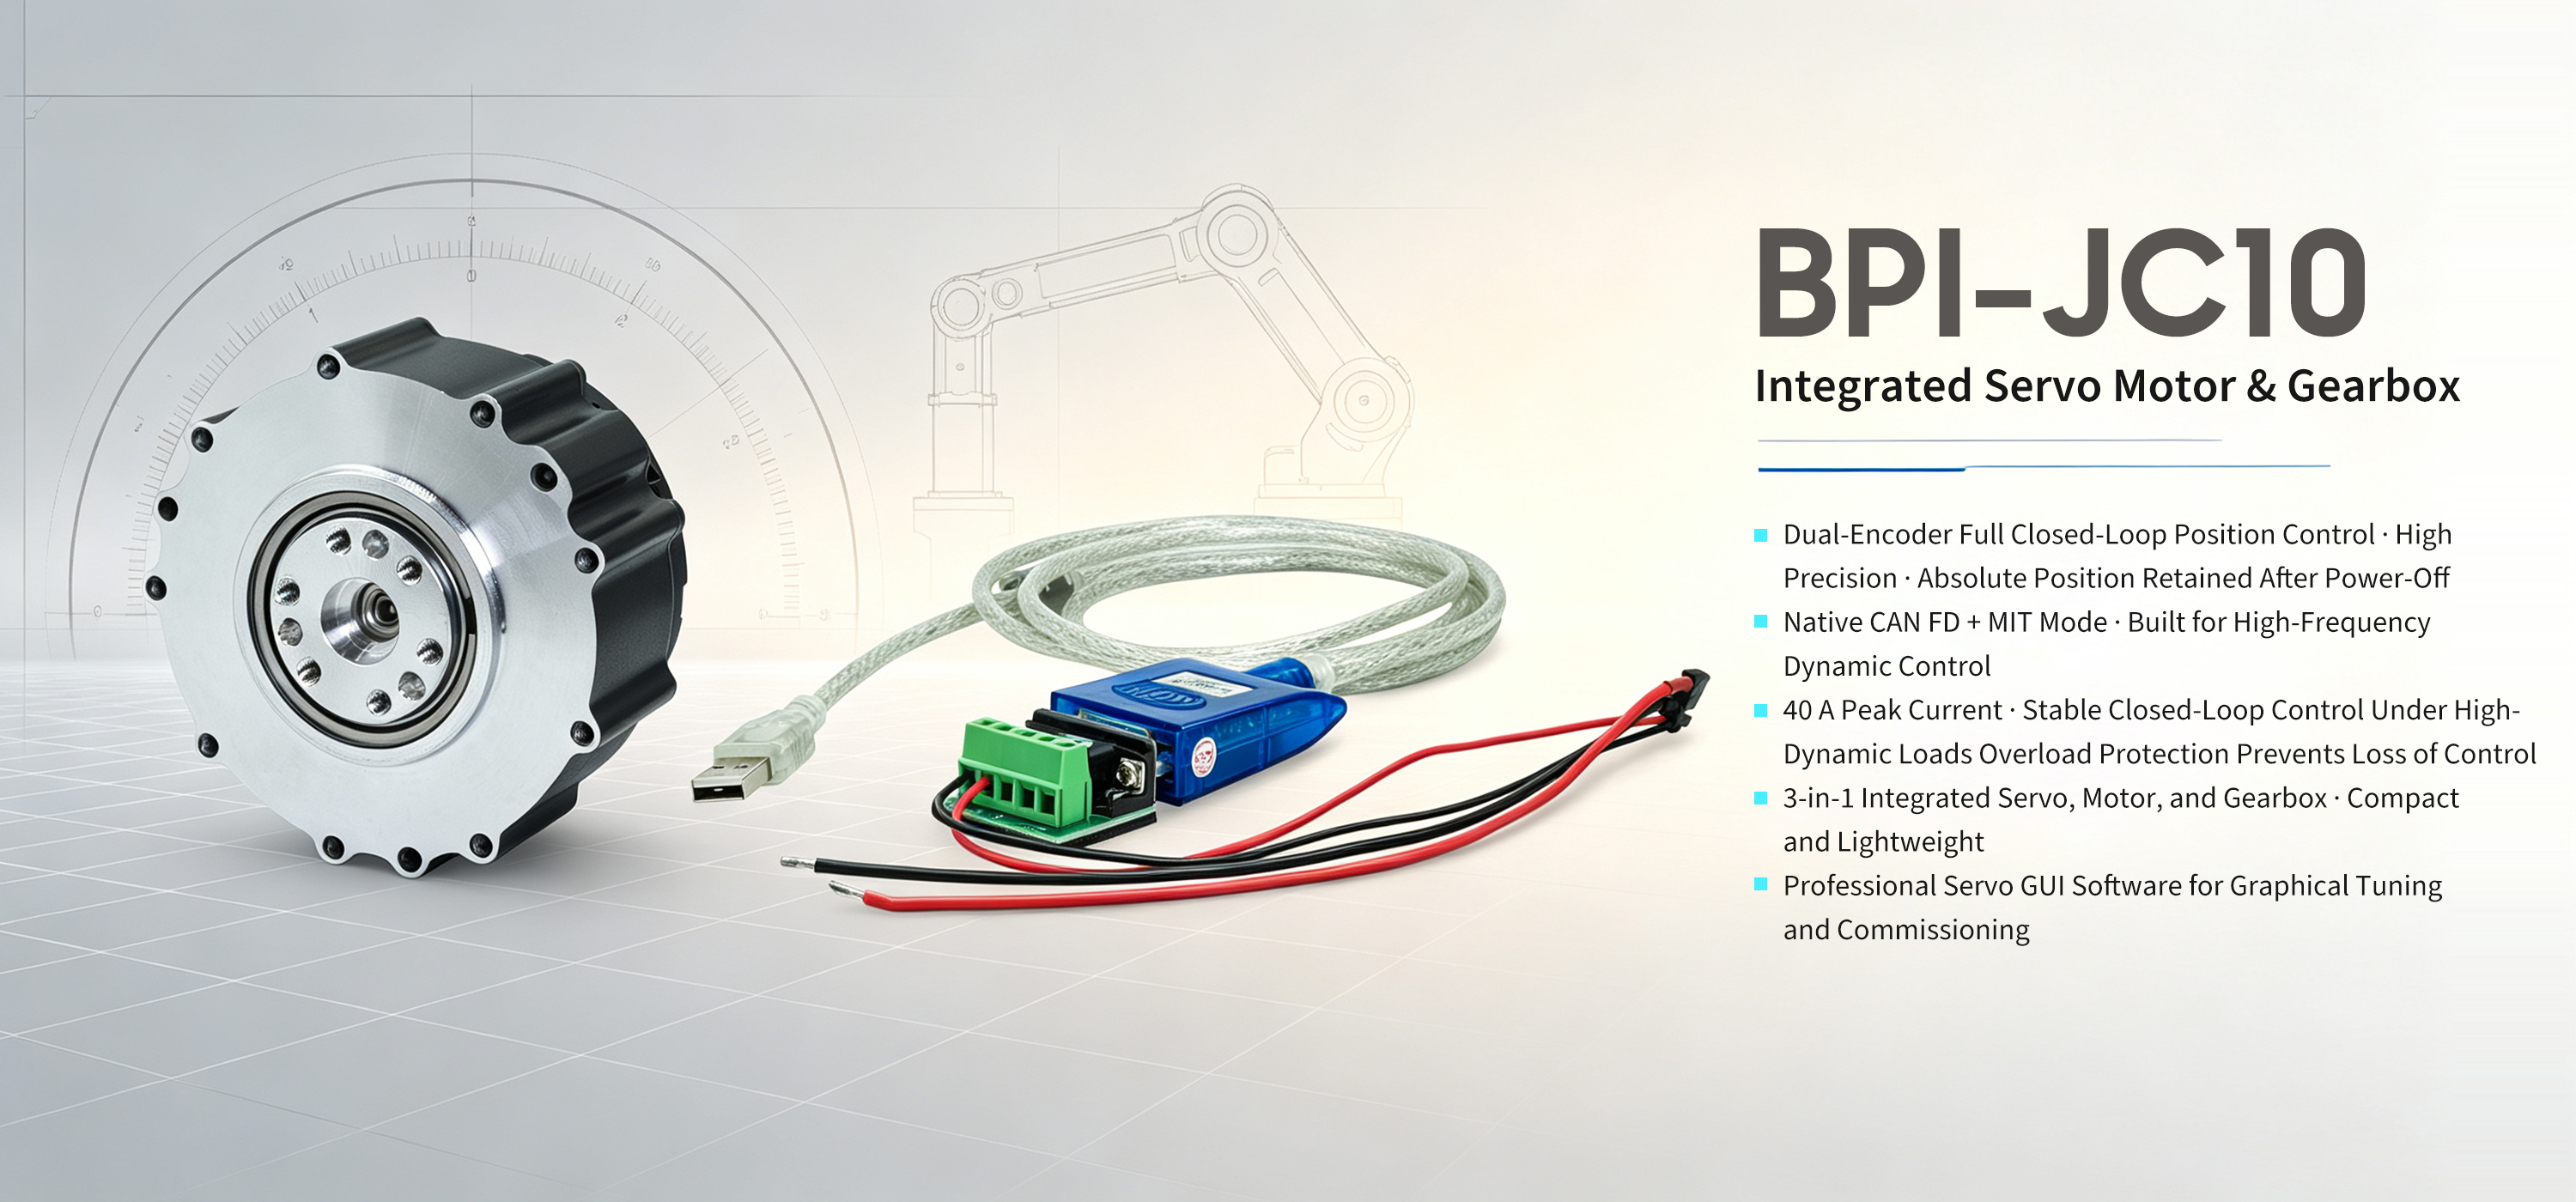 BPI-JC10
Integrated Servo Motor & Gearbox
Dual-Encoder Full Closed-Loop Position Control · High
Precision · Absolute Position Retained After Power-Off
Native CAN FD + MIT Mode · Built for High-Frequency
Dynamic Control
40 A Peak Current · Stable Closed-Loop Control Under High-
Dynamic Loads Overload Protection Prevents Loss of Control
3-in-1 Integrated Servo, Motor, and Gearbox · Compact
and Lightweight
Professional Servo GUI Software for Graphical Tuning
and Commissioning